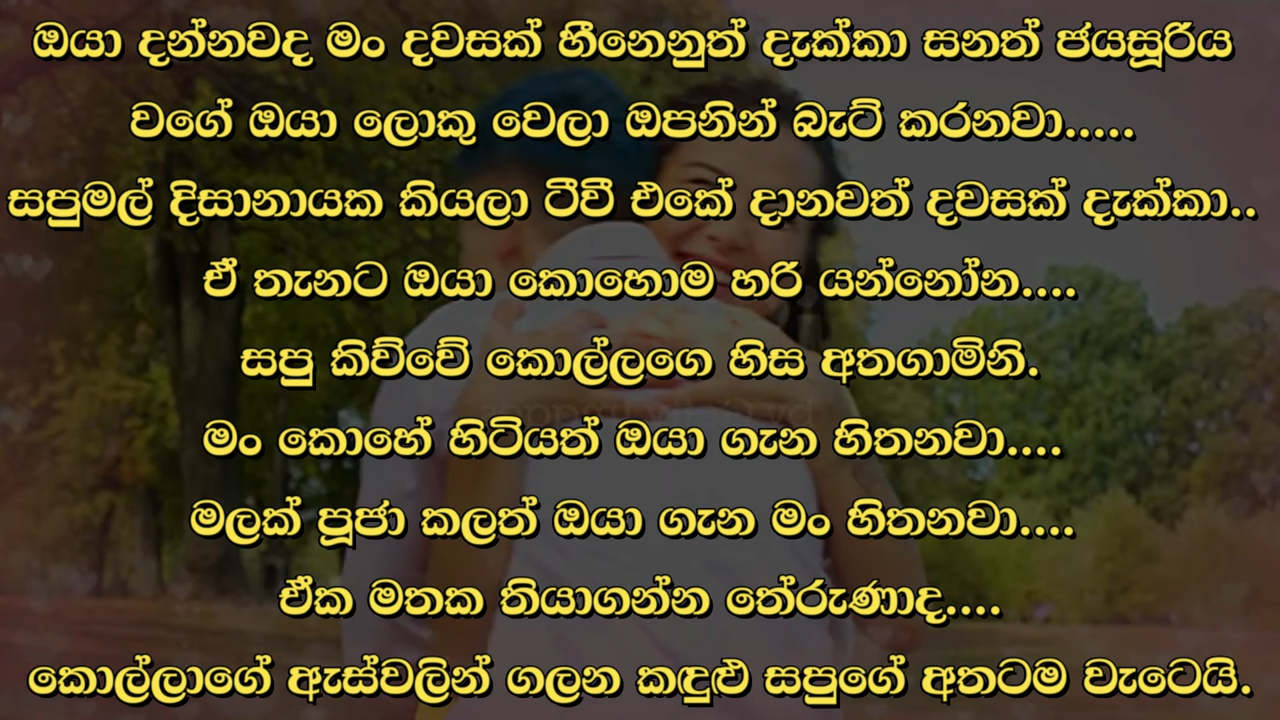 ඔයා දන්නවද මං දවසක් හීනෙනුත් දැක්කා සනත් ජයසූරිය
වගේ ඔයා ලොකු වෙලා ඔපනින් බැට් කරනවා.....
සපුමල් දිසානායක කියලා ටීවී එකේ දානවත් දවසක් දැක්කා..
ඒ තැනට ඔයා කොහොම හරි යන්නෝන....
සපු කිව්වේ කොල්ලගෙ හිස අතගාමිනි.
මං කොහේ හිටියත් ඔයා ගැන හිතනවා....
මලක් පූජා කලත් ඔයා ගැන මං හිතනවා....
ඒක මතක තියාගන්න තේරුණාද....
කොල්ලාගේ ඇස්වලින් ගලන කඳුළු සපුගේ අතටම වැටෙයි.